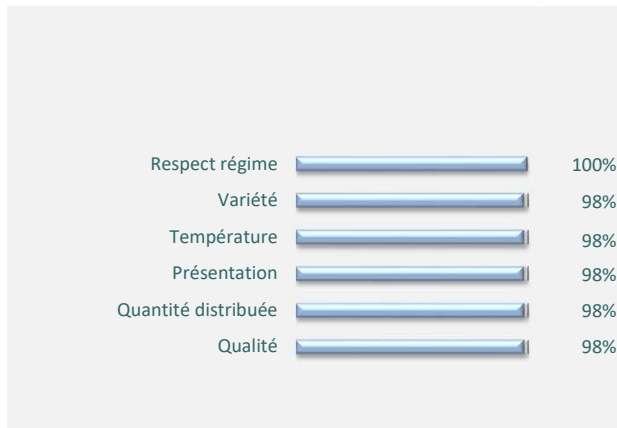 Respect régime 100%
Variété 98%
Température 98%
Présentation 98%
Quantité distribuée 98%
Qualité 98%